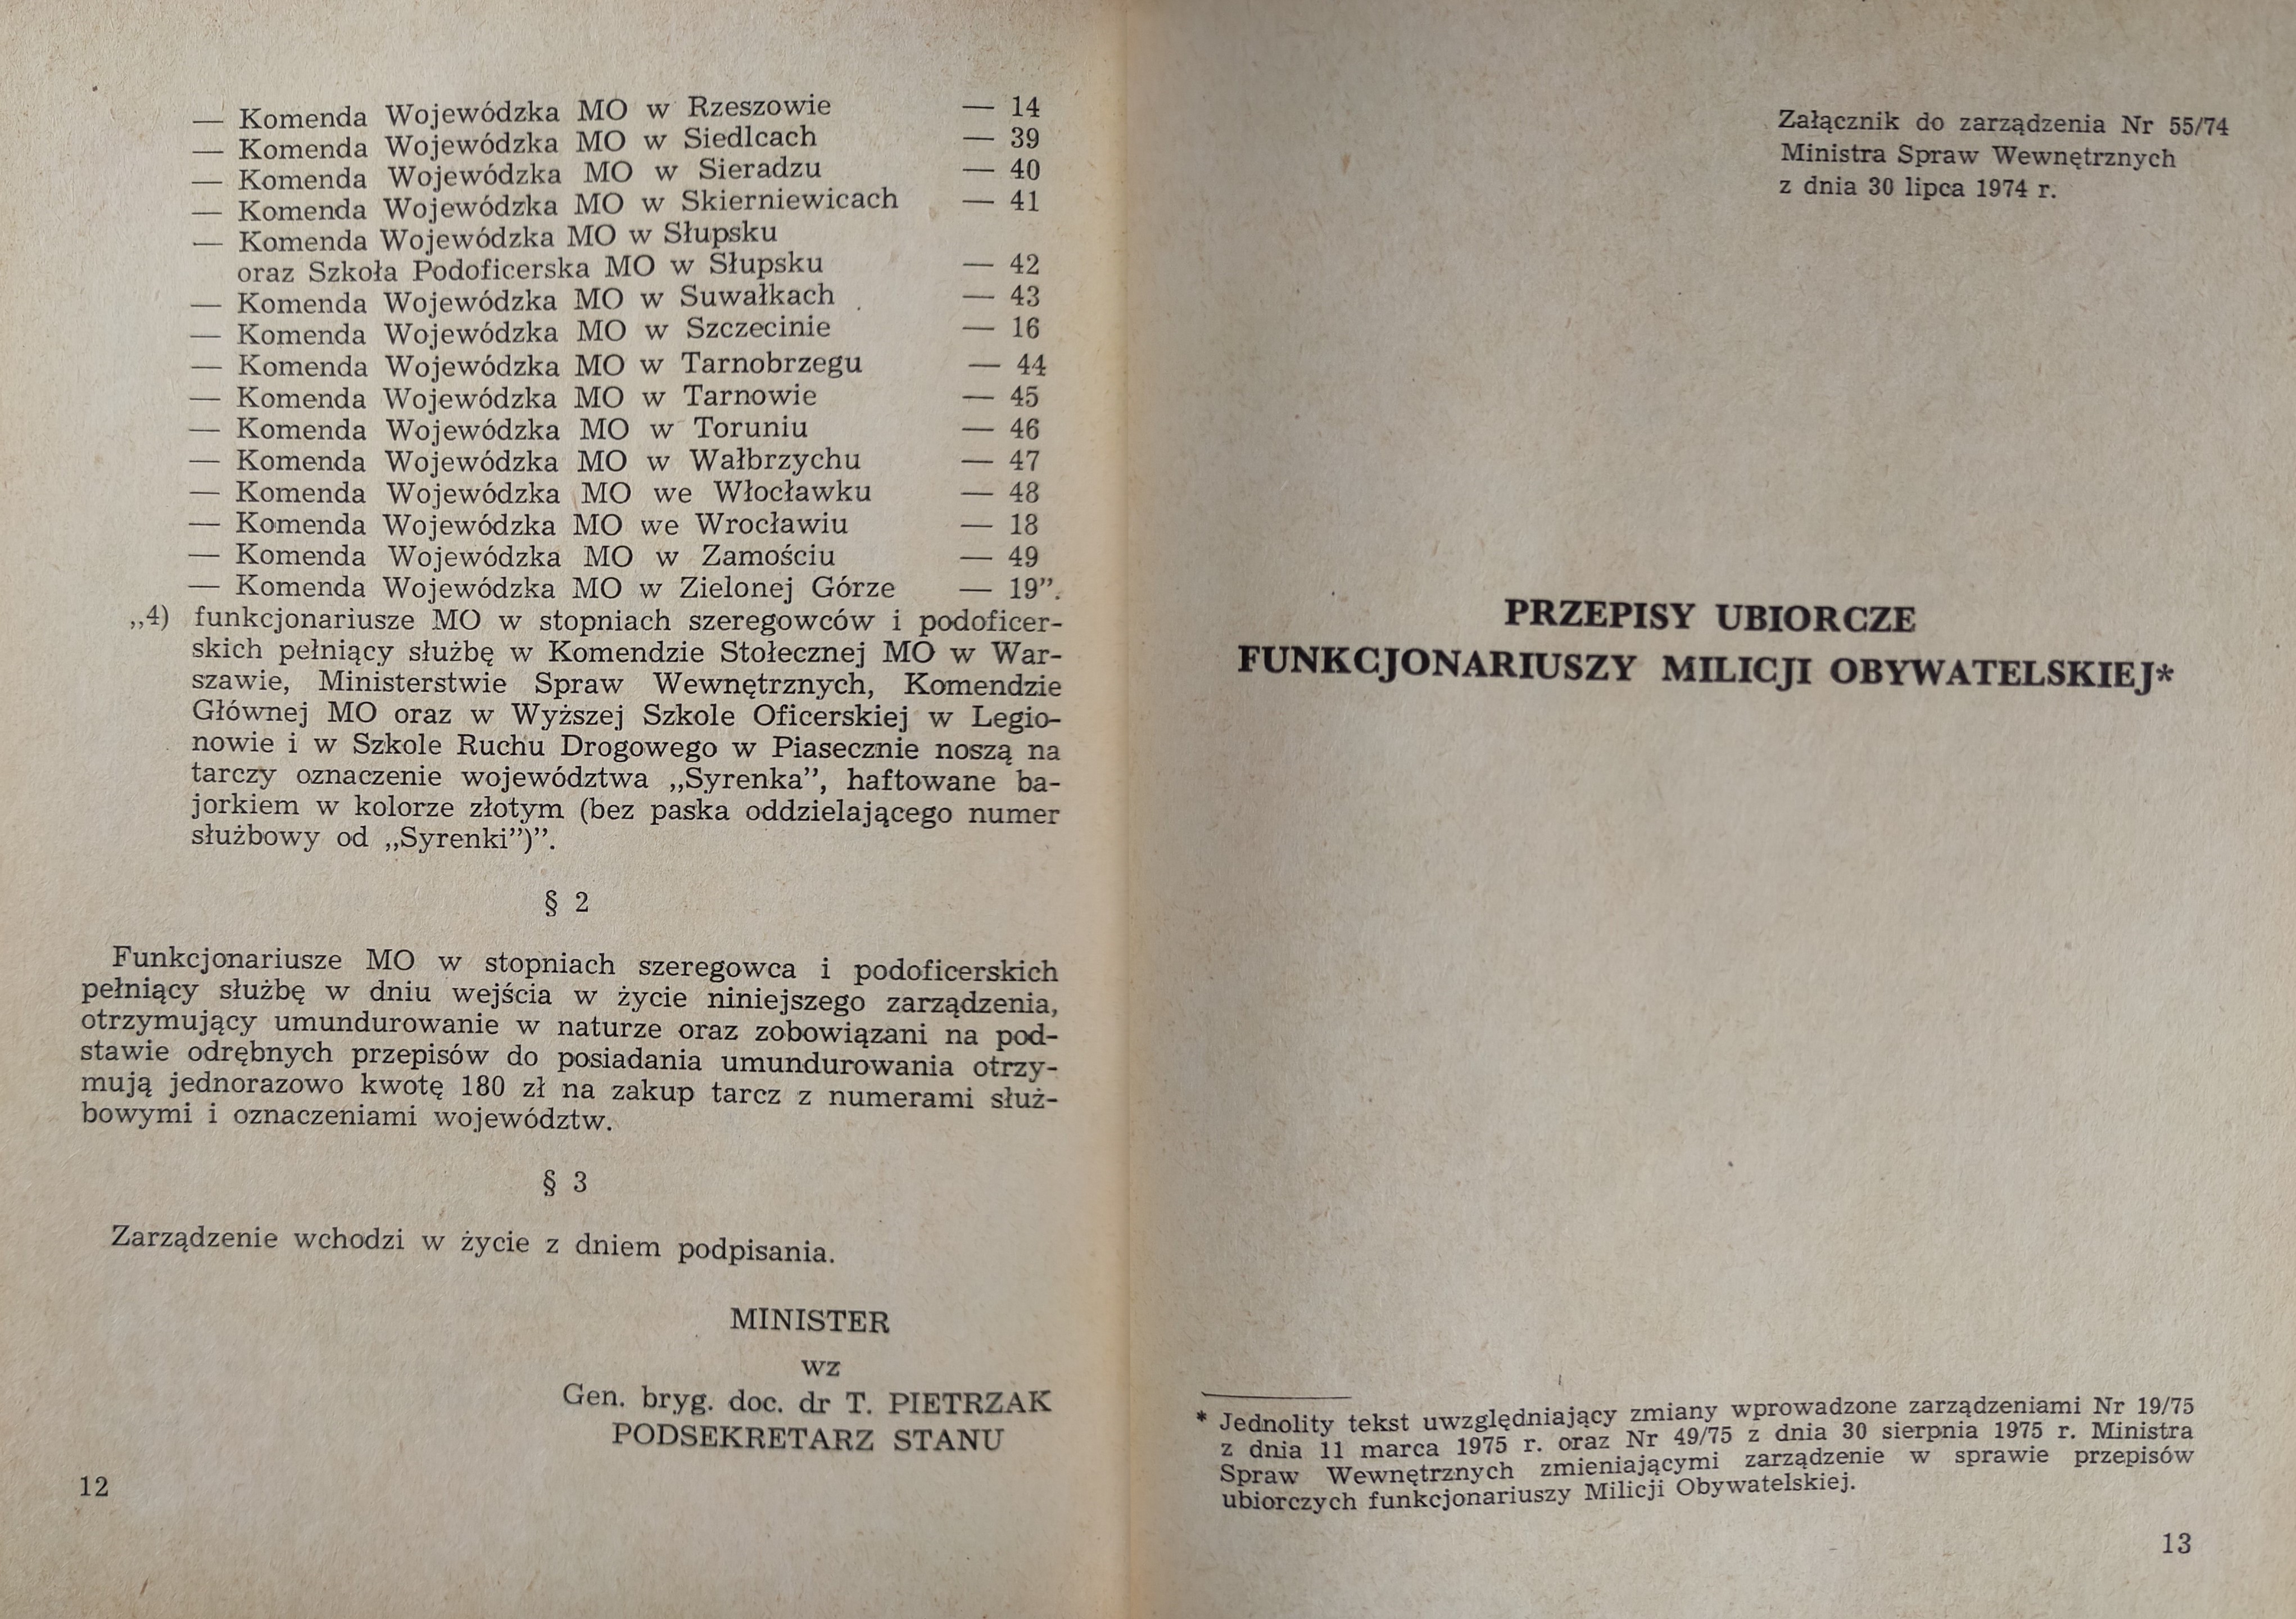 — Komenda Wojewódzka MO w Rzeszowie — 14
— Komenda Wojewódzka MO w Siedlcach — 39
— Komenda Wojewódzka MO w Sieradzu — 40
— Komenda Wojewódzka MO w Skierniewicach — 41
— Komenda Wojewódzka MO w Słupsku
oraz Szkoła Podoficerska MO w Słupsku — 42
— Komenda Wojewódzka MO w Suwałkach — 43
— Komenda Wojewódzka MO w Szczecinie — 16
— Komenda Wojewódzka MO w Tarnobrzegu — 44
— Komenda Wojewódzka MO w Tarnowie — 45
— Komenda Wojewódzka MO w Toruniu — 46
— Komenda Wojewódzka MO w Wałbrzychu — 47
— Komenda Wojewódzka MO we Włocławku — 48
— Komenda Wojewódzka MO we Wrocławiu — 18
— Komenda Wojewódzka MO w Zamościu — 49
— Komenda Wojewódzka MO w Zielonej Górze — 19”.
„4) funkcjonariusze MO w stopniach szeregowców i podoficer-
skich pełniący służbę w Komendzie Stołecznej MO w War-
szawie, Ministerstwie Spraw Wewnętrznych, Komendzie
Głównej MO oraz w Wyższej Szkole Oficerskiej w Legio-
nowie i w Szkole Ruchu Drogowego w Piasecznie noszą na
tarczy oznaczenie województwa „Syrenka”, haftowane ba-
jorkiem w kolorze złotym (bez paska oddzielającego numer
służbowy od „Syrenki”)”.
§ 2
Funkcjonariusze MO w stopniach szeregowca i podoficerskich
pełniący służbę w dniu wejścia w życie niniejszego zarządzenia,
otrzymujący umundurowanie w naturze oraz zobowiązani na pod-
stawie odrębnych przepisów do posiadania umundurowania otrzy-
mują jednorazowo kwotę 180 zł na zakup tarcz z numerami służ-
bowymi i oznaczeniami województw.
§ 3
Zarządzenie wchodzi w życie z dniem podpisania.
MINISTER
wz
Gen. bryg. doc. dr T. PIETRZAK
PODSEKRETARZ STANU
12
Załącznik do zarządzenia Nr 55/74
Ministra Spraw Wewnętrznych
z dnia 30 lipca 1974 r.
PRZEPISY UBIORCZE
FUNKCJONARIUSZY MILICJI OBYWATELSKIEJ*
* Jednolity tekst uwzględniający zmiany wprowadzone zarządzeniami Nr 19/75
z dnia 11 marca 1975 r. oraz Nr 49/75 z dnia 30 sierpnia 1975 r. Ministra
Spraw Wewnętrznych zmieniającymi zarządzenie w sprawie przepisów
ubiorczych funkcjonariuszy Milicji Obywatelskiej.
13